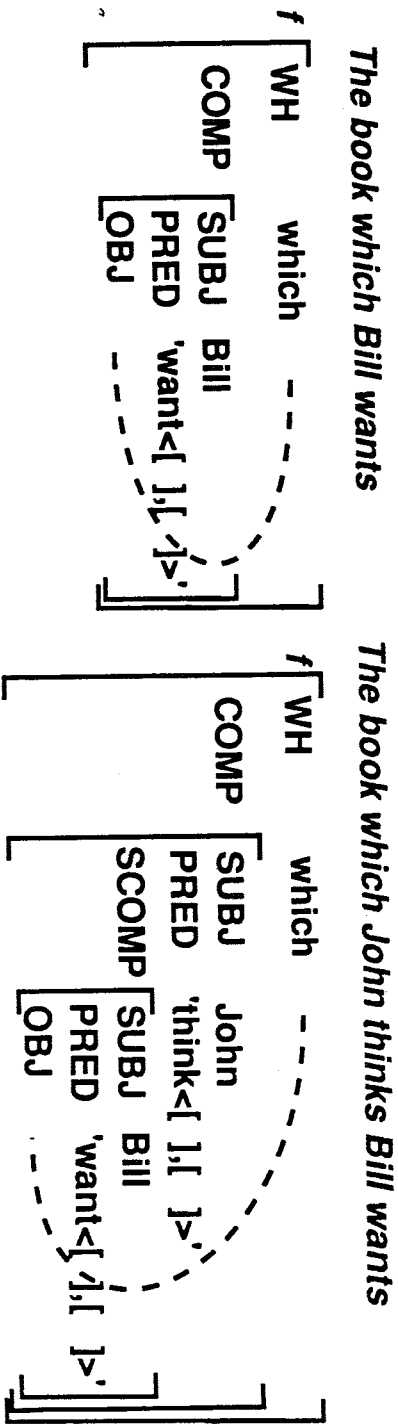 The book which Bill wants
f WH which
COMP SUBJ Bill
PRED 'want<[ ],[ ]>'
OBJ
The book which John thinks Bill wants
f WH which
COMP SUBJ John
PRED 'think<[ ],[ ]>'
SCOMP SUBJ Bill
PRED 'want<[ ],[ ]>'
OBJ